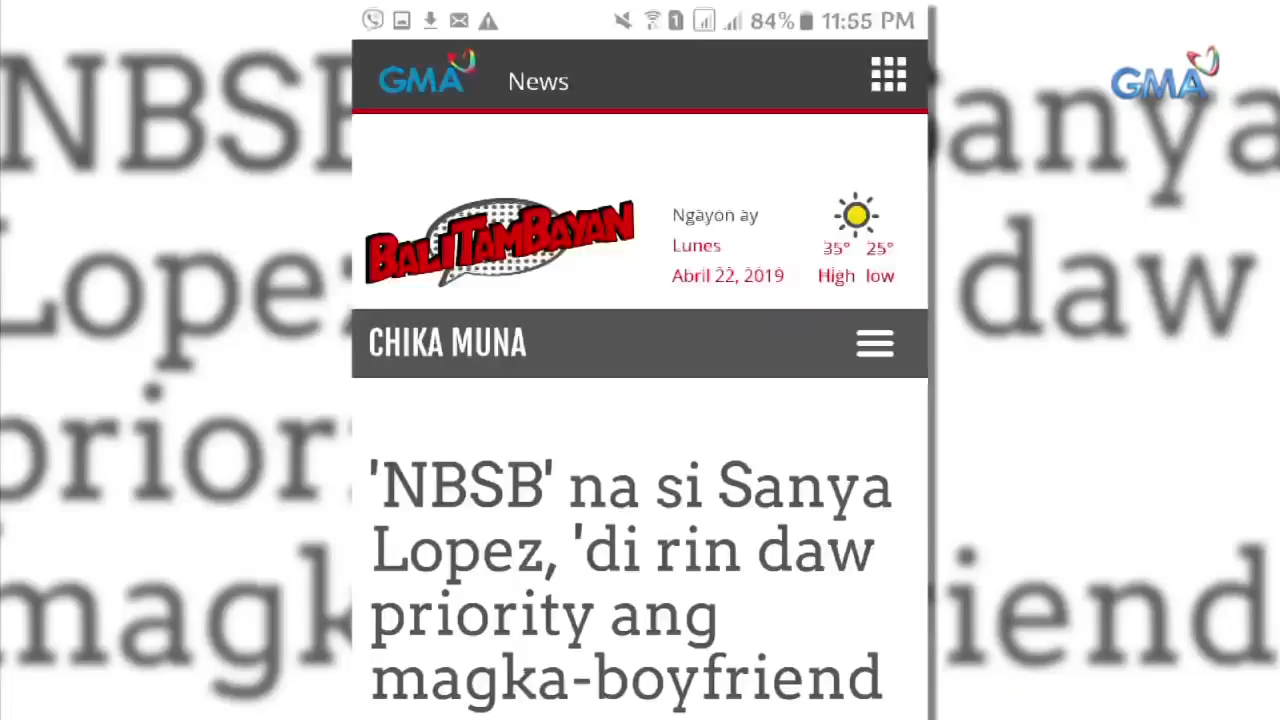 84% 11:55 PM
GMA News
GMA
BALITAMBAYAN
Ngayon ay
Lunes
Abril 22, 2019
35° 25°
High low
CHIKA MUNA
'NBSB' na si Sanya
Lopez, 'di rin daw
priority ang
magka-boyfriend